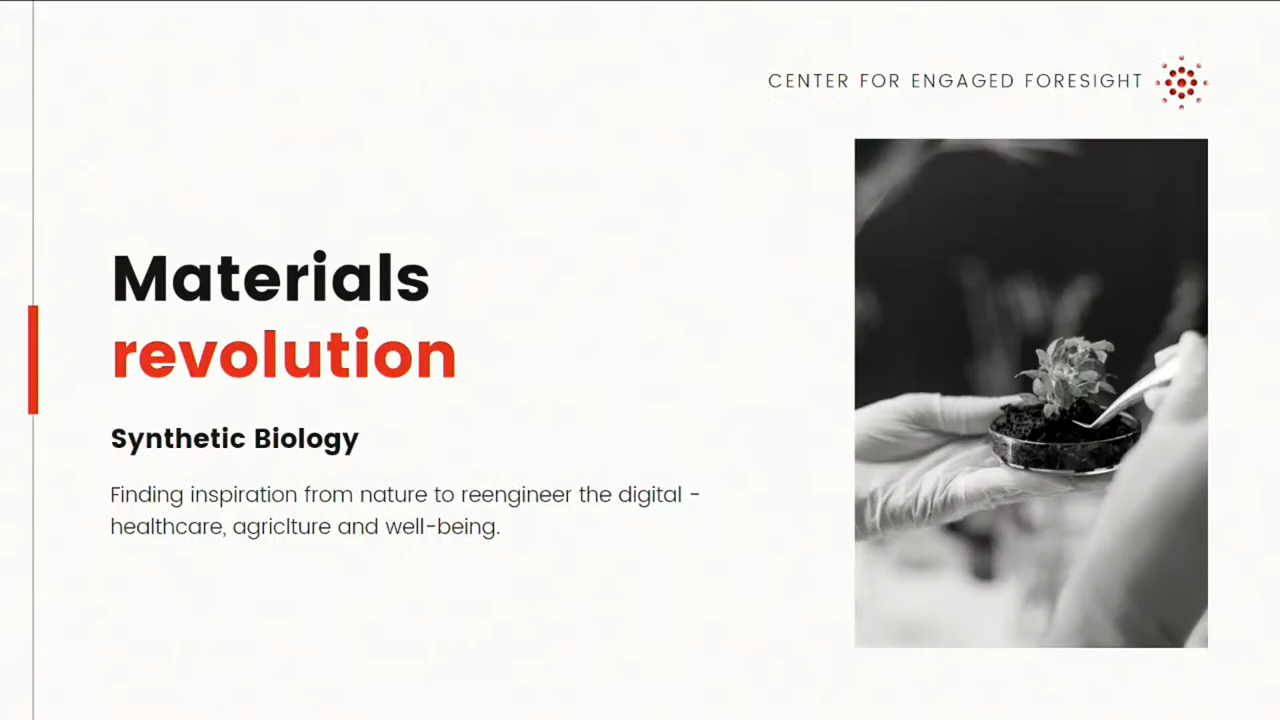 CENTER FOR ENGAGED FORESIGHT
Materials
revolution
Synthetic Biology
Finding inspiration from nature to reengineer the digital -
healthcare, agriclture and well-being.